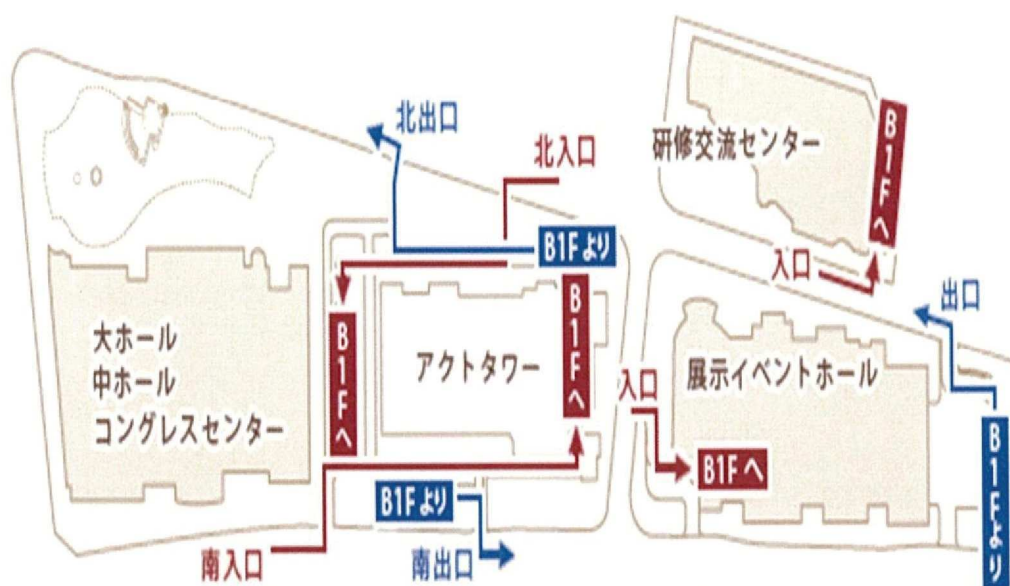 北出口
北入口
B1Fより
B1Fへ
大ホール
中ホール
コングレスセンター
アクトタワー
B1Fへ
B1Fより
南入口
南出口
研修交流センター
B1Fへ
入口
出口
入口
展示イベントホール
B1Fへ
B1Fより